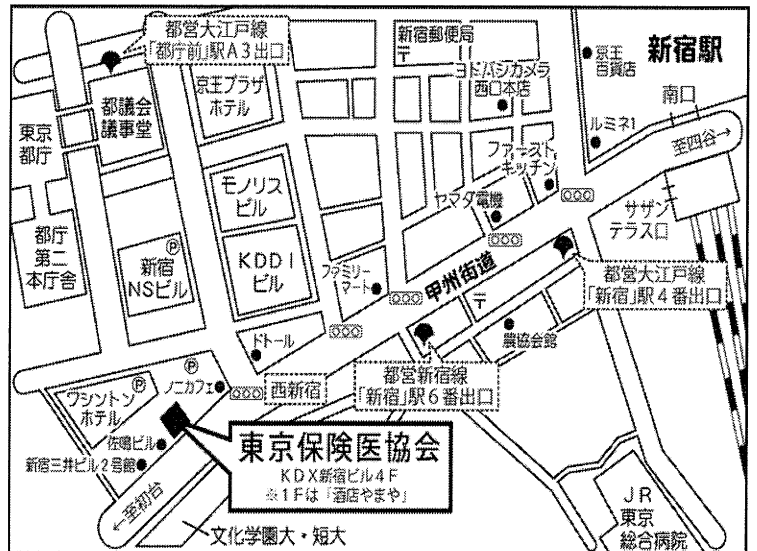 都営大江戸線
「都庁前」駅A3出口
新宿郵便局
〒
京王
百貨店
新宿駅
ヨドバシカメラ
西口本店
京王プラザ
ホテル
都議会
議事堂
東京
都庁
南口
ルミネ1
至四谷→
ファースト
キッチン
モノリス
ビル
ヤマダ電機
サザン
テラス口
都庁
第二
本庁舎
P
新宿
NSビル
KDDI
ビル
ファミリー
マート
甲州街道
都営大江戸線
「新宿」駅4番出口
〒
農協会館
ドトール
P
ノニカフェ
西新宿
都営新宿線
「新宿」駅6番出口
P
ワシントン
ホテル
佐鳴ビル
新宿三井ビル2号館
東京保険医協会
KDX新宿ビル4F
※1Fは「酒店やまや」
←至初台
文化学園大・短大
JR
東京
総合病院